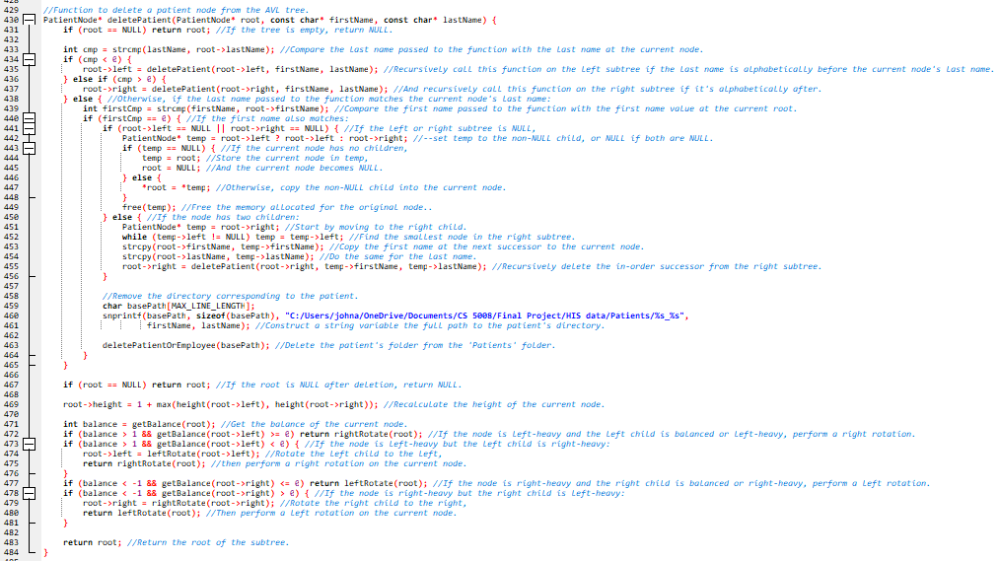 429 //Function to delete a patient node from the AVL tree.
430 PatientNode* deletePatient(PatientNode* root, const char* firstName, const char* lastName) {
431 if (root == NULL) return root; //If the tree is empty, return NULL.
432
433 int cmp = strcmp(lastName, root->lastName); //Compare the last name passed to the function with the last name at the current node.
434 if (cmp < 0) {
435 root->left = deletePatient(root->left, firstName, lastName); //Recursively call this function on the left subtree if the last name is alphabetically before the current node's last name.
436 } else if (cmp > 0) {
437 root->right = deletePatient(root->right, firstName, lastName); //And recursively call this function on the right subtree if it's alphabetically after.
438 } else { //Otherwise, if the last name passed to the function matches the current node's last name:
439 int firstCmp = strcmp(firstName, root->firstName); //Compare the first name passed to the function with the first name value at the current root.
440 if (firstCmp == 0) { //If the first name also matches:
441 if (root->left == NULL || root->right == NULL) { //If the left or right subtree is NULL,
442 PatientNode* temp = root->left ? root->left : root->right; //--set temp to the non-NULL child, or NULL if both are NULL.
443 if (temp == NULL) { //If the current node has no children,
444 temp = root; //Store the current node in temp,
445 root = NULL; //And the current node becomes NULL.
446 } else {
447 *root = *temp; //Otherwise, copy the non-NULL child into the current node.
448 }
449 free(temp); //Free the memory allocated for the original node..
450 } else { //If the node has two children:
451 PatientNode* temp = root->right; //Start by moving to the right child.
452 while (temp->left != NULL) temp = temp->left; //Find the smallest node in the right subtree.
453 strcpy(root->firstName, temp->firstName); //Copy the first name at the next successor to the current node.
454 strcpy(root->lastName, temp->lastName); //Do the same for the last name.
455 root->right = deletePatient(root->right, temp->firstName, temp->lastName); //Recursively delete the in-order successor from the right subtree.
456 }
457
458 //Remove the directory corresponding to the patient.
459 char basePath[MAX_LINE_LENGTH];
460 snprintf(basePath, sizeof(basePath), "C:/Users/johna/OneDrive/Documents/CS 5008/Final Project/HIS data/Patients/%s_%s",
461 firstName, lastName); //Construct a string variable the full path to the patient's directory.
462
463 deletePatientOrEmployee(basePath); //Delete the patient's folder from the 'Patients' folder.
464 }
465 }
466
467 if (root == NULL) return root; //If the root is NULL after deletion, return NULL.
468
469 root->height = 1 + max(height(root->left), height(root->right)); //Recalculate the height of the current node.
470
471 int balance = getBalance(root); //Get the balance of the current node.
472 if (balance > 1 && getBalance(root->left) >= 0) return rightRotate(root); //If the node is left-heavy and the left child is balanced or left-heavy, perform a right rotation.
473 if (balance > 1 && getBalance(root->left) < 0) { //If the node is left-heavy but the left child is right-heavy:
474 root->left = leftRotate(root->left); //Rotate the left child to the left,
475 return rightRotate(root); //then perform a right rotation on the current node.
476 }
477 if (balance < -1 && getBalance(root->right) <= 0) return leftRotate(root); //If the node is right-heavy and the right child is balanced or right-heavy, perform a left rotation.
478 if (balance < -1 && getBalance(root->right) > 0) { //If the node is right-heavy but the right child is left-heavy:
479 root->right = rightRotate(root->right); //Rotate the right child to the right,
480 return leftRotate(root); //Then perform a left rotation on the current node.
481 }
482
483 return root; //Return the root of the subtree.
484 }